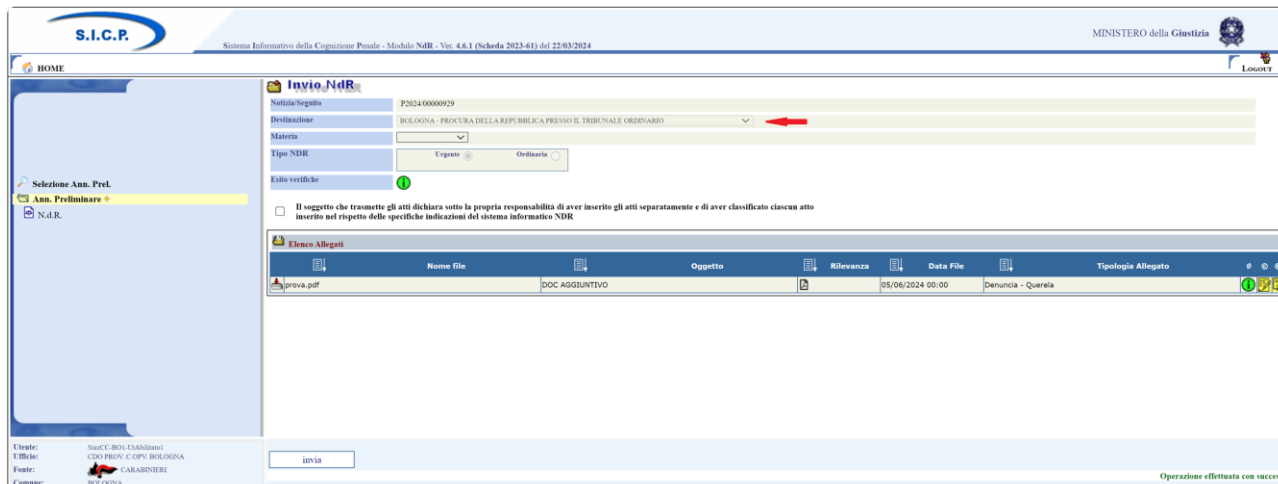 S.I.C.P.
Sistema Informativo della Cognizione Penale - Modulo NdR - Ver. 4.6.1 (Scheda 2023-61) del 22/03/2024
MINISTERO della Giustizia
HOME
LOGOUT
Invio NdR
Notizia/Seguito P2024/00000929
Destinazione BOLOGNA - PROCURA DELLA REPUBBLICA PRESSO IL TRIBUNALE ORDINARIO
Materia
Tipo NDR Urgente Ordinaria
Esito verifiche
Selezione Ann. Prel.
Ann. Preliminare
N.d.R.
Il soggetto che trasmette gli atti dichiara sotto la propria responsabilità di aver inserito gli atti separatamente e di aver classificato ciascun atto
inserito nel rispetto delle specifiche indicazioni del sistema informatico NDR
Elenco Allegati
Nome file Oggetto Rilevanza Data File Tipologia Allegato
prova.pdf DOC AGGIUNTIVO 05/06/2024 00:00 Denuncia - Querela
Utente: StazCC-BO1-UtAbilitato1
Ufficio: CDO PROV. C.OPV. BOLOGNA
Fonte: CARABINIERI
Comune: BOLOGNA
invia
Operazione effettuata con succes